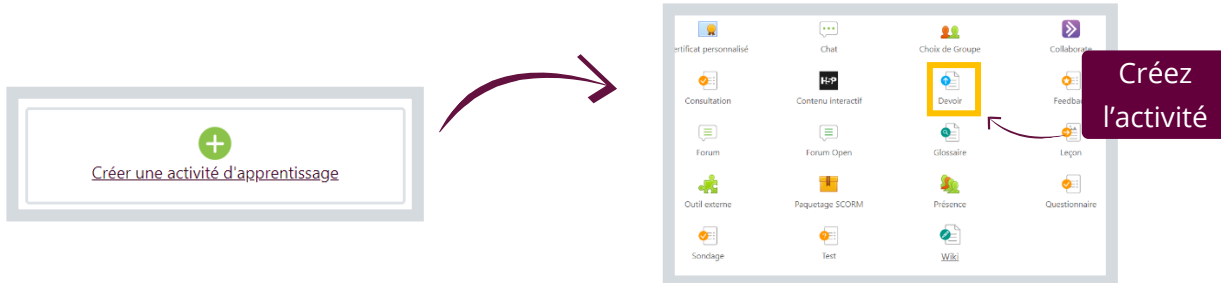 Créer une activité d'apprentissage
ertificat personnalisé
Chat
Choix de Groupe
Collaborate
Consultation
H-P
Contenu interactif
Devoir
Feedba
Forum
Forum Open
Glossaire
Leçon
Outil externe
Paquetage SCORM
Présence
Questionnaire
Sondage
Test
Wiki
Créez
l'activité